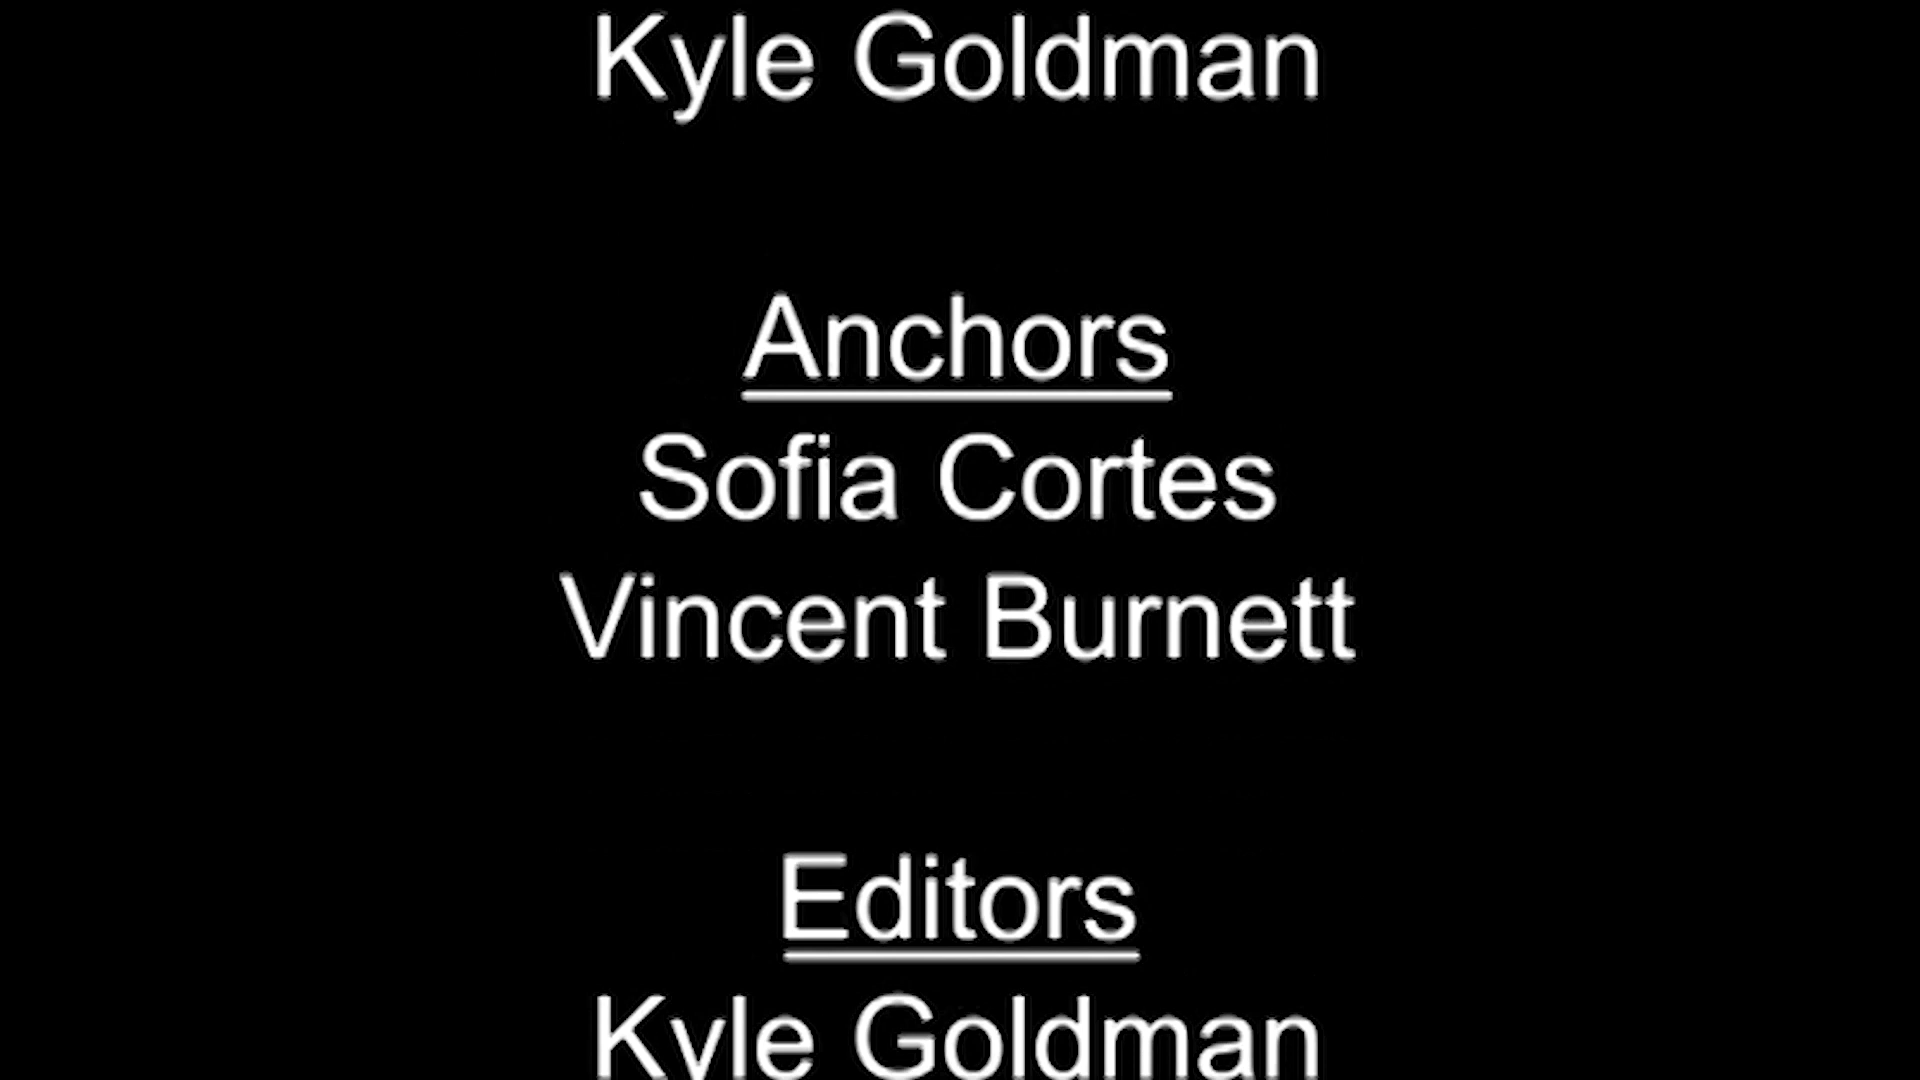 Kyle Goldman
Anchors
Sofia Cortes
Vincent Burnett
Editors
Kyle Goldman